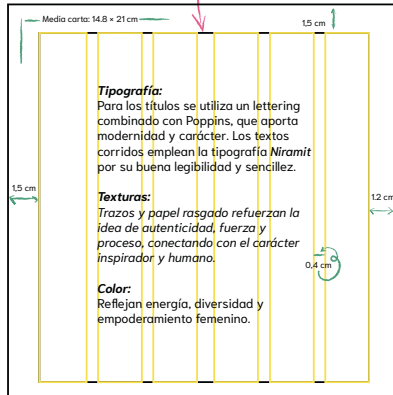 Media carta: 14.8 × 21 cm
1,5 cm
Tipografía:
Para los títulos se utiliza un lettering
combinado con Poppins, que aporta
modernidad y carácter. Los textos
corridos emplean la tipografía Niramit
por su buena legibilidad y sencillez.
1,5 cm
1.2 cm
Texturas:
Trazos y papel rasgado refuerzan la
idea de autenticidad, fuerza y
proceso, conectando con el carácter
inspirador y humano.
0,4 cm
Color:
Reflejan energía, diversidad y
empoderamiento femenino.